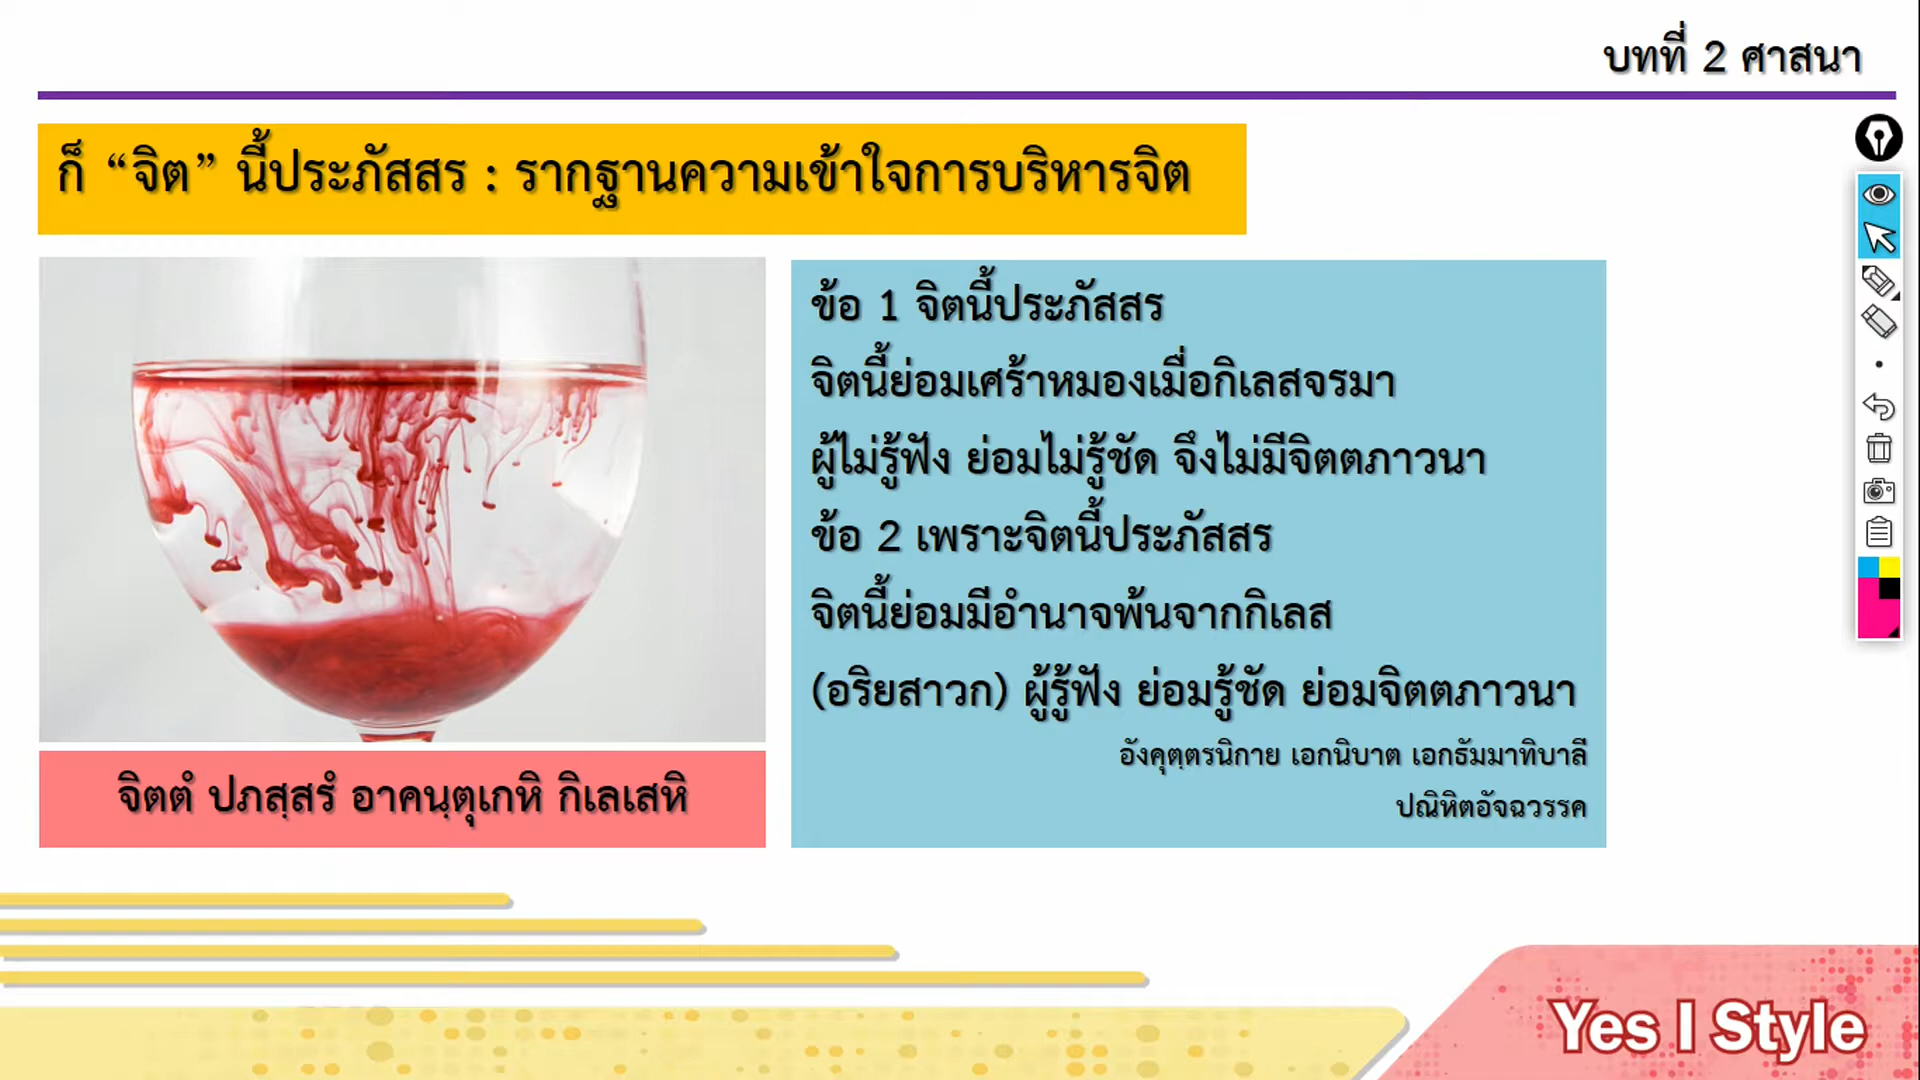 บทที่ 2 ศาสนา
ก็ “จิต” นี้ประภัสสร : รากฐานความเข้าใจการบริหารจิต
ข้อ 1 จิตนี้ประภัสสร
จิตนี้ย่อมเศร้าหมองเมื่อกิเลสจรมา
ผู้ไม่รู้ฟัง ย่อมไม่รู้ชัด จึงไม่มีจิตตภาวนา
ข้อ 2 เพราะจิตนี้ประภัสสร
จิตนี้ย่อมมีอำนาจพ้นจากกิเลส
(อริยสาวก) ผู้รู้ฟัง ย่อมรู้ชัด ย่อมจิตตภาวนา
อังคุตฺตรนิกาย เอกนิบาต เอกธัมมาทิบาลี
ปณิหิตอัจฉวรรค
จิตตํ ปภสฺสรํ อาคนฺตุเกหิ กิเลเสหิ
Yes I Style